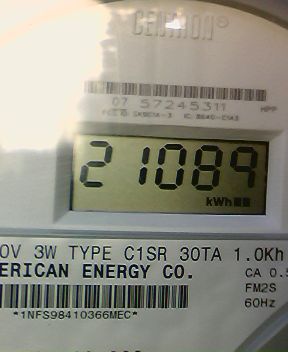 CENTRON®
07 57245311 HPP
21089
kWh
0V 3W TYPE C1SR 30TA 1.0Kh
ERICAN ENERGY CO. CA 0.5
FM2S
60Hz
*1NFS98410366MEC*